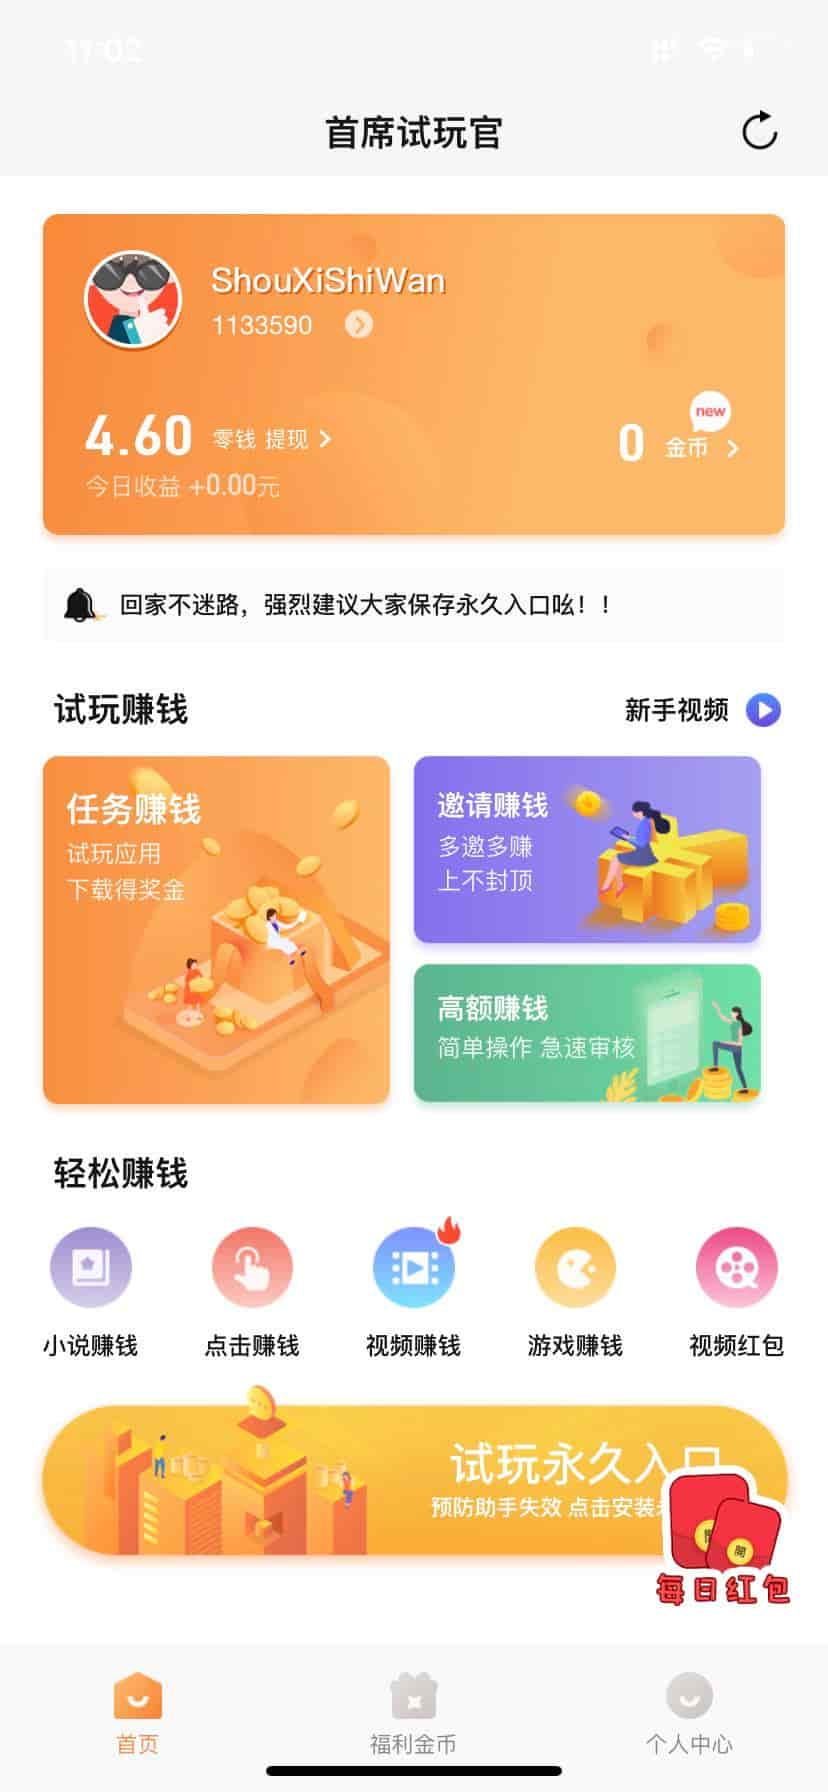 11:02
首席试玩官
ShouXiShiWan
1133590
4.60 零钱 提现
new
0 金币
今日收益 +0.00元
回家不迷路，强烈建议大家保存永久入口吆！！
试玩赚钱
新手视频
任务赚钱
试玩应用
下载得奖金
邀请赚钱
多邀多赚
上不封顶
高额赚钱
简单操作 急速审核
轻松赚钱
小说赚钱 点击赚钱 视频赚钱 游戏赚钱 视频红包
试玩永久入口
预防助手失效 点击安装
開
每日红包
首页 福利金币 个人中心